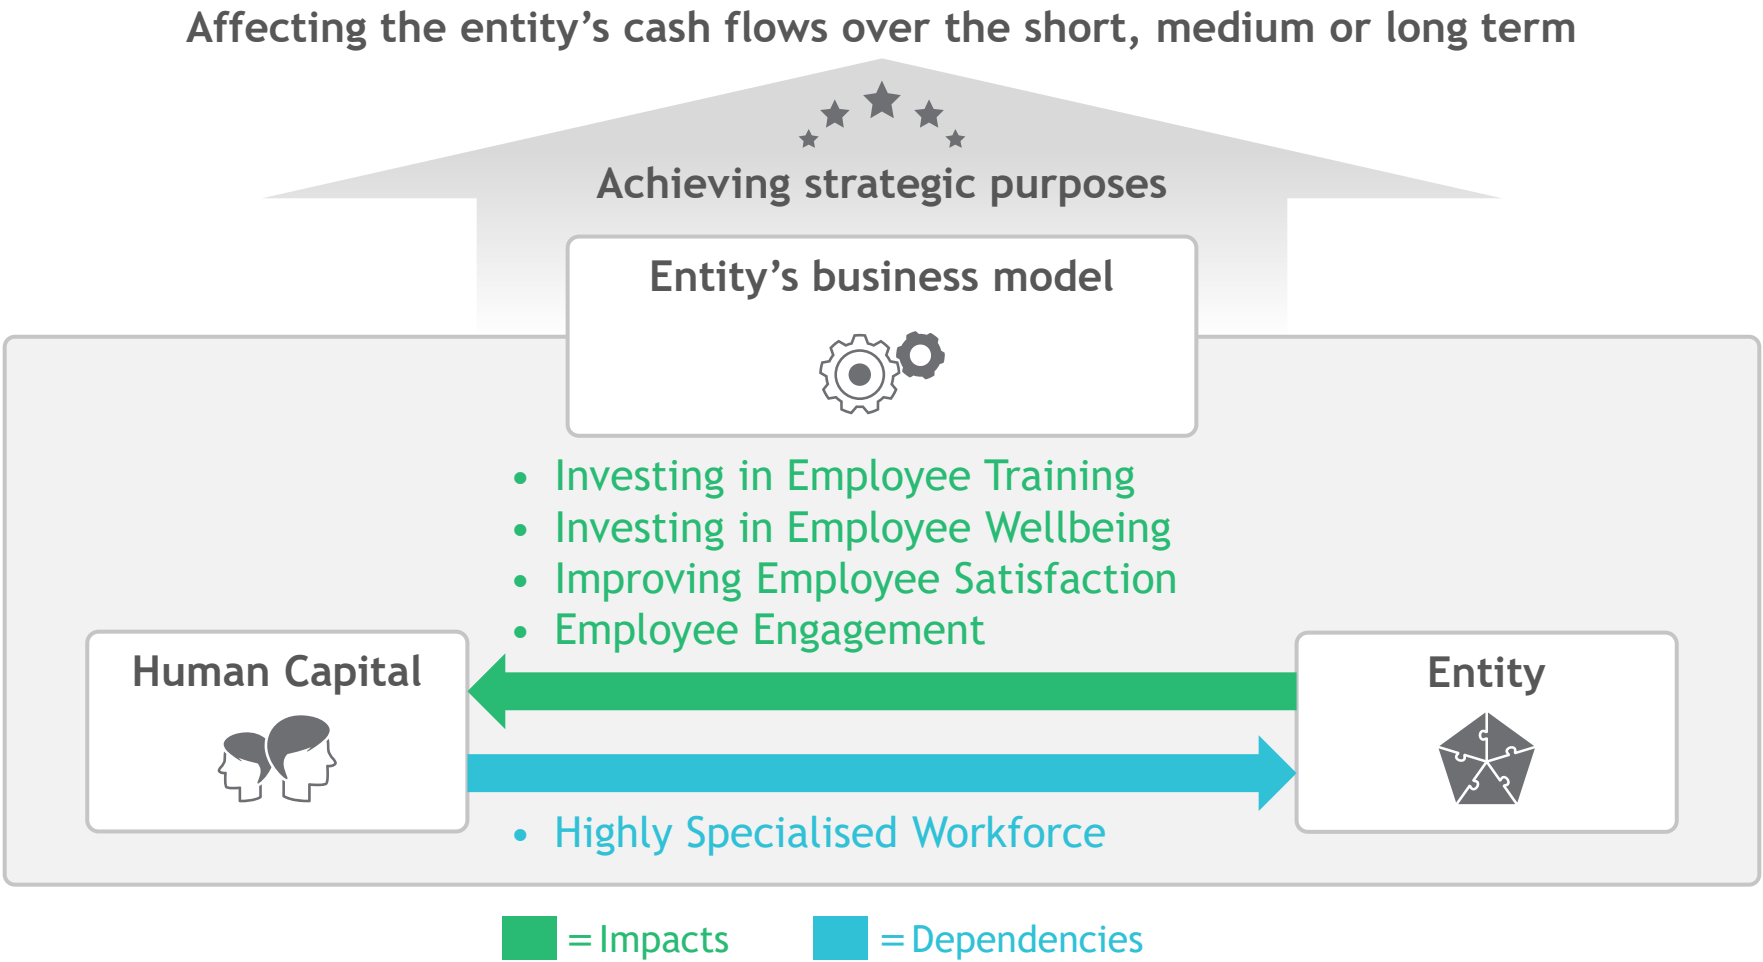 Affecting the entity’s cash flows over the short, medium or long term
Achieving strategic purposes
Entity’s business model
• Investing in Employee Training
• Investing in Employee Wellbeing
• Improving Employee Satisfaction
• Employee Engagement
Human Capital
Entity
• Highly Specialised Workforce
= Impacts
= Dependencies